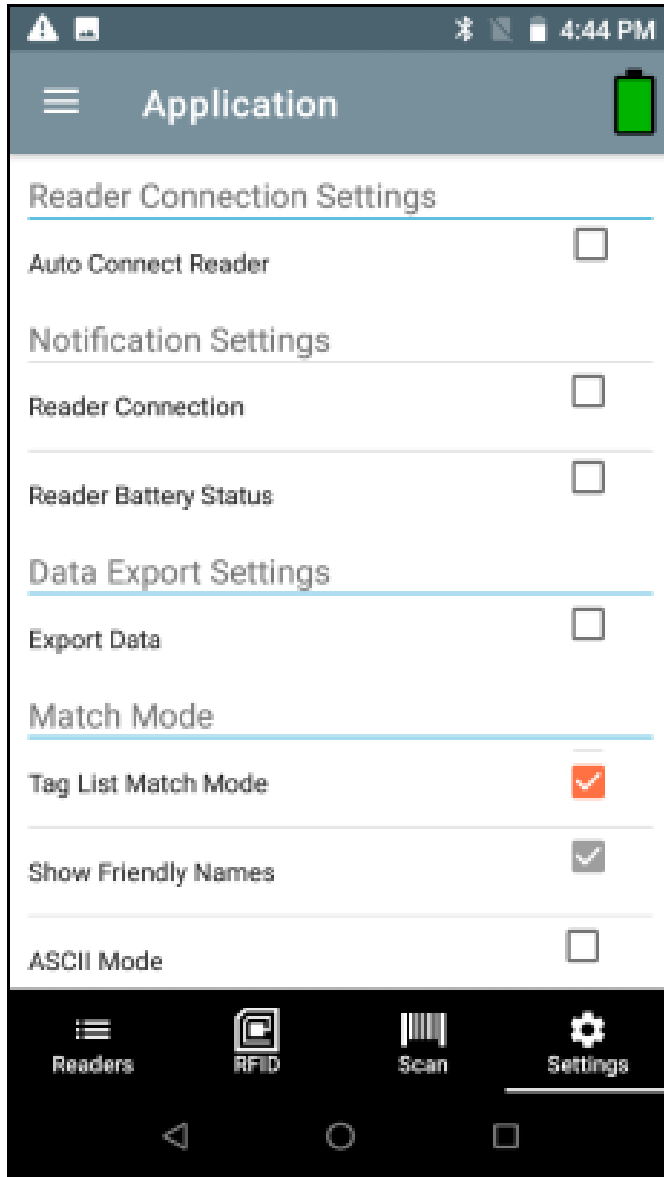 4:44 PM
Application
Reader Connection Settings
Auto Connect Reader
Notification Settings
Reader Connection
Reader Battery Status
Data Export Settings
Export Data
Match Mode
Tag List Match Mode
Show Friendly Names
ASCII Mode
Readers RFID Scan Settings